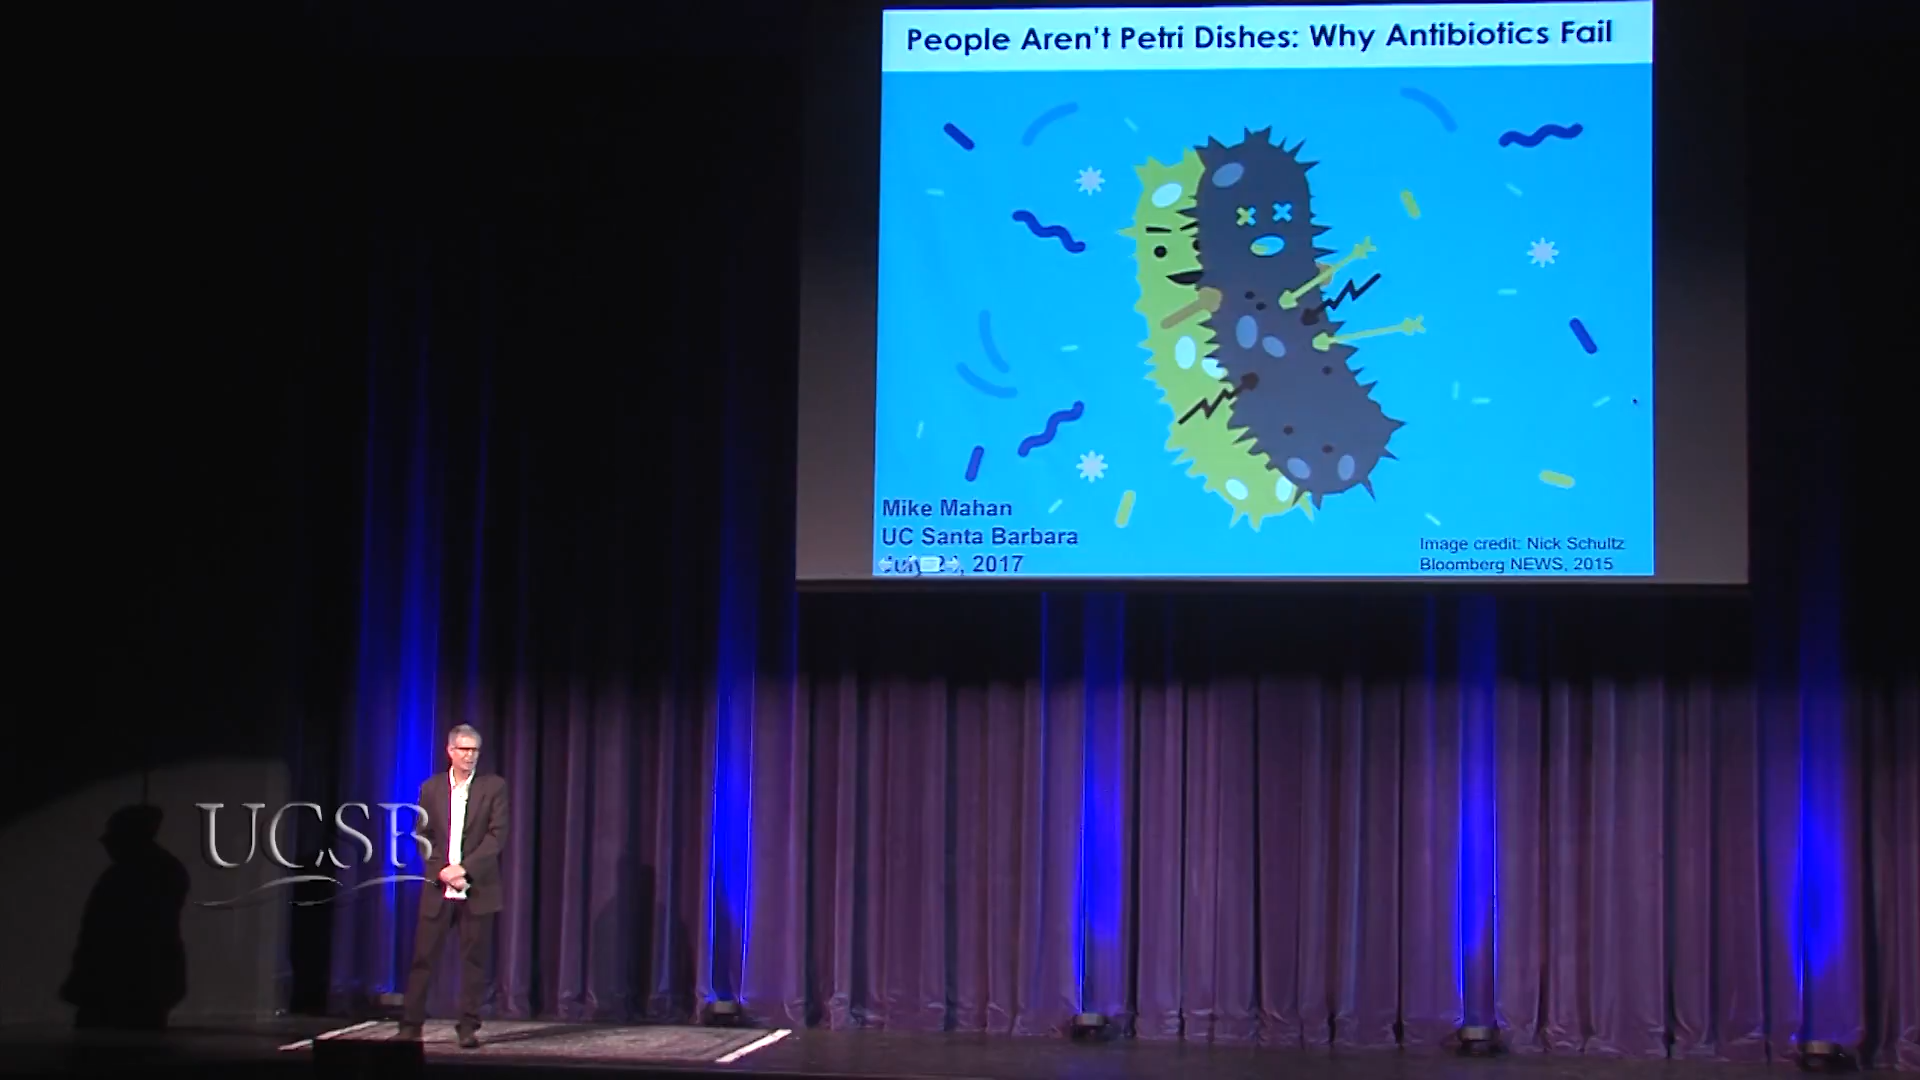 People Aren't Petri Dishes: Why Antibiotics Fail
Mike Mahan
UC Santa Barbara
July 2017
Image credit: Nick Schultz
Bloomberg NEWS, 2015
UCSB